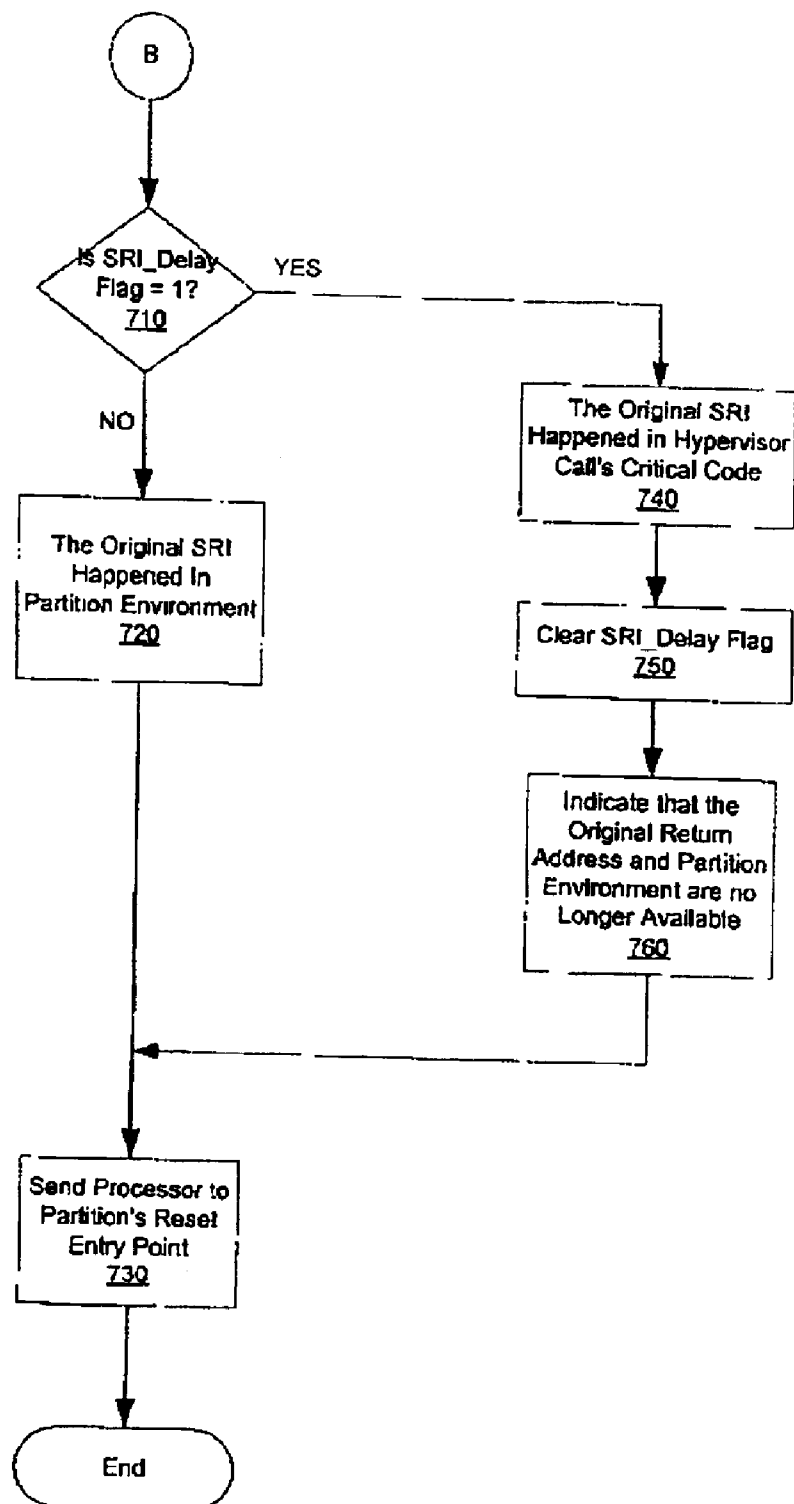 B
Is SRI_Delay
Flag = 1?
710
YES
NO
The Original SRI
Happened In
Partition Environment
720
The Original SRI
Happened in Hypervisor
Call's Critical Code
740
Clear SRI_Delay Flag
750
Indicate that the
Original Return
Address and Partition
Environment are no
Longer Available
760
Send Processor to
Partition's Reset
Entry Point
730
End